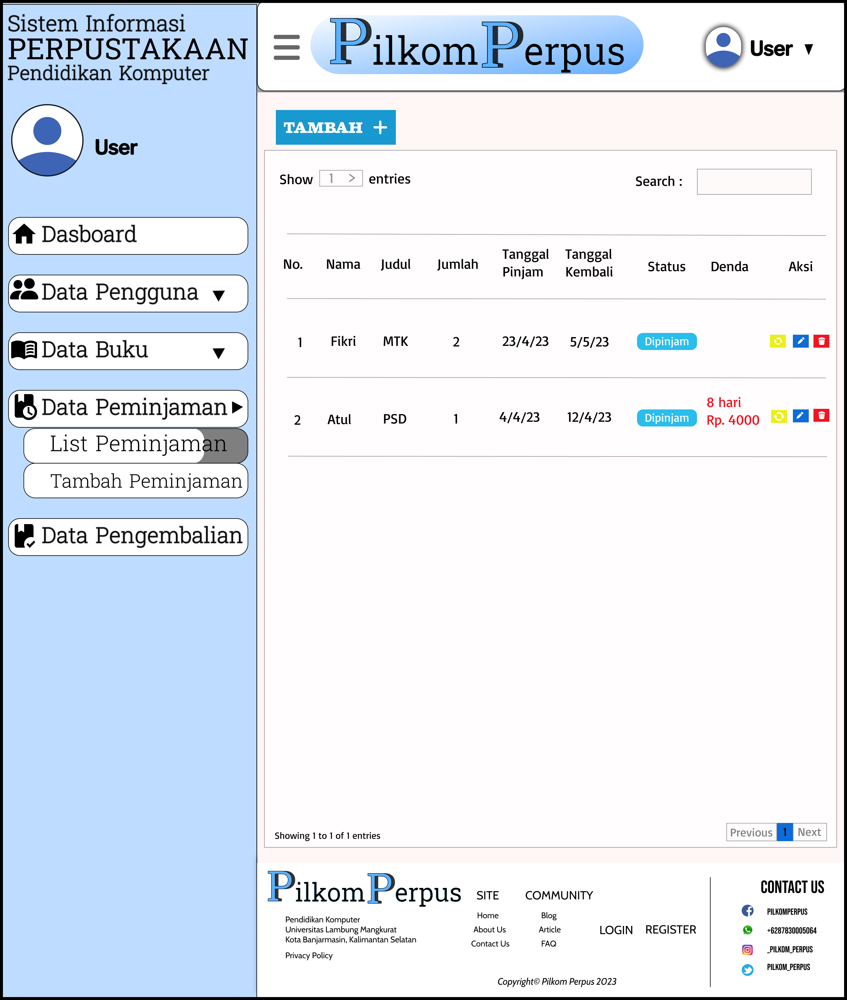 Sistem Informasi
PERPUSTAKAAN
Pendidikan Komputer
User
Dasboard
Data Pengguna
Data Buku
Data Peminjaman
List Peminjaman
Tambah Peminjaman
Data Pengembalian
PilkomPerpus
User
TAMBAH +
Show 1 > entries
Search :
No. Nama Judul Jumlah Tanggal Pinjam Tanggal Kembali Status Denda Aksi
1 Fikri MTK 2 23/4/23 5/5/23 Dipinjam
2 Atul PSD 1 4/4/23 12/4/23 Dipinjam 8 hari Rp. 4000
Showing 1 to 1 of 1 entries
Previous 1 Next
PilkomPerpus
Pendidikan Komputer
Universitas Lambung Mangkurat
Kota Banjarmasin, Kalimantan Selatan
Privacy Policy
SITE
Home
About Us
Contact Us
COMMUNITY
Blog
Article
FAQ
LOGIN REGISTER
Copyright© Pilkom Perpus 2023
CONTACT US
PILKOMPERPUS
+6287830005064
_PILKOM_PERPUS
PILKOM_PERPUS